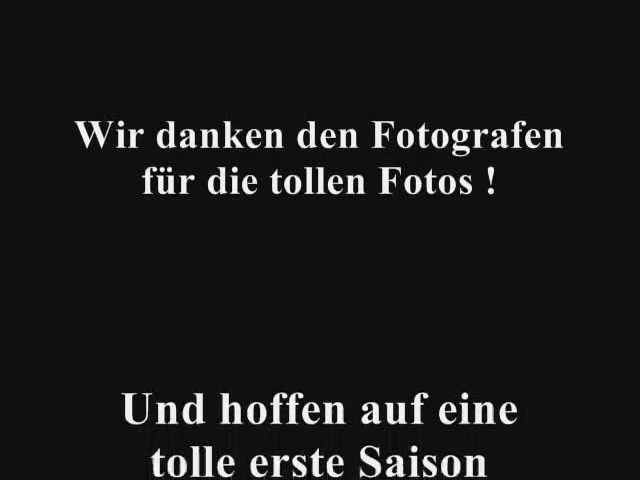 Wir danken den Fotografen
für die tollen Fotos !
Und hoffen auf eine
tolle erste Saison